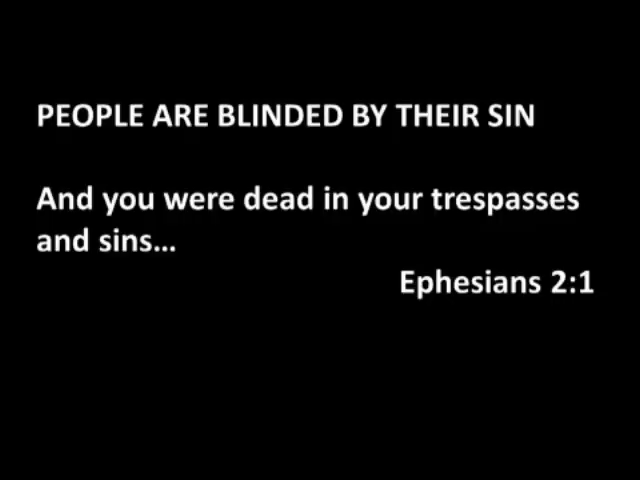 PEOPLE ARE BLINDED BY THEIR SIN
And you were dead in your trespasses
and sins…
Ephesians 2:1